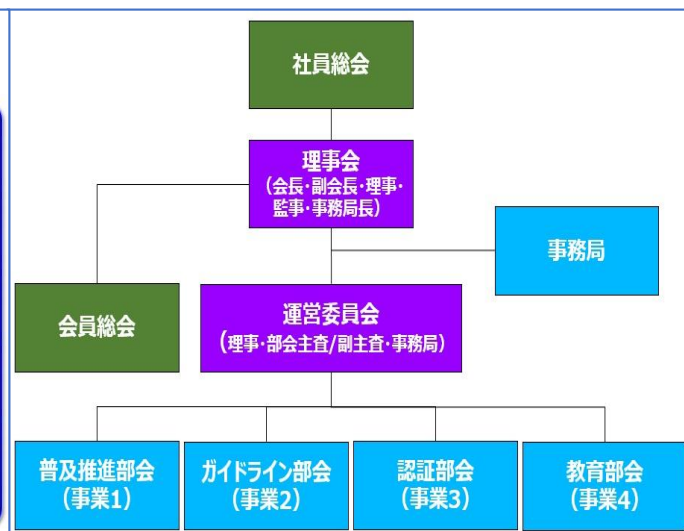 社員総会
理事会
(会長・副会長・理事・
監事・事務局長)
事務局
会員総会
運営委員会
(理事・部会主査/副主査・事務局)
普及推進部会
(事業1)
ガイドライン部会
(事業2)
認証部会
(事業3)
教育部会
(事業4)